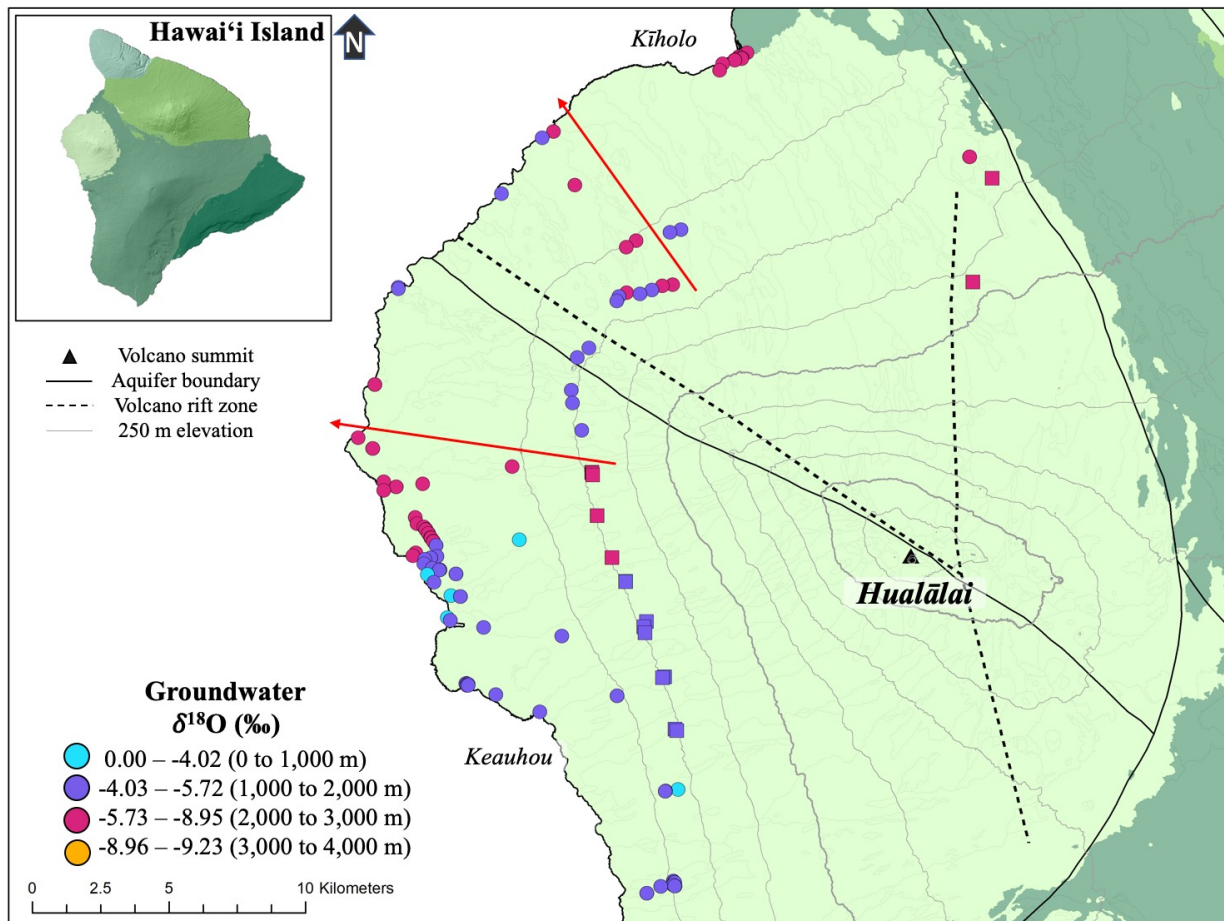 Hawai‘i Island
N
Kīholo
Volcano summit
Aquifer boundary
Volcano rift zone
250 m elevation
Hualālai
Groundwater
δ¹⁸O (‰)
0.00 – -4.02 (0 to 1,000 m)
-4.03 – -5.72 (1,000 to 2,000 m)
-5.73 – -8.95 (2,000 to 3,000 m)
-8.96 – -9.23 (3,000 to 4,000 m)
Keauhou
0 2.5 5 10 Kilometers